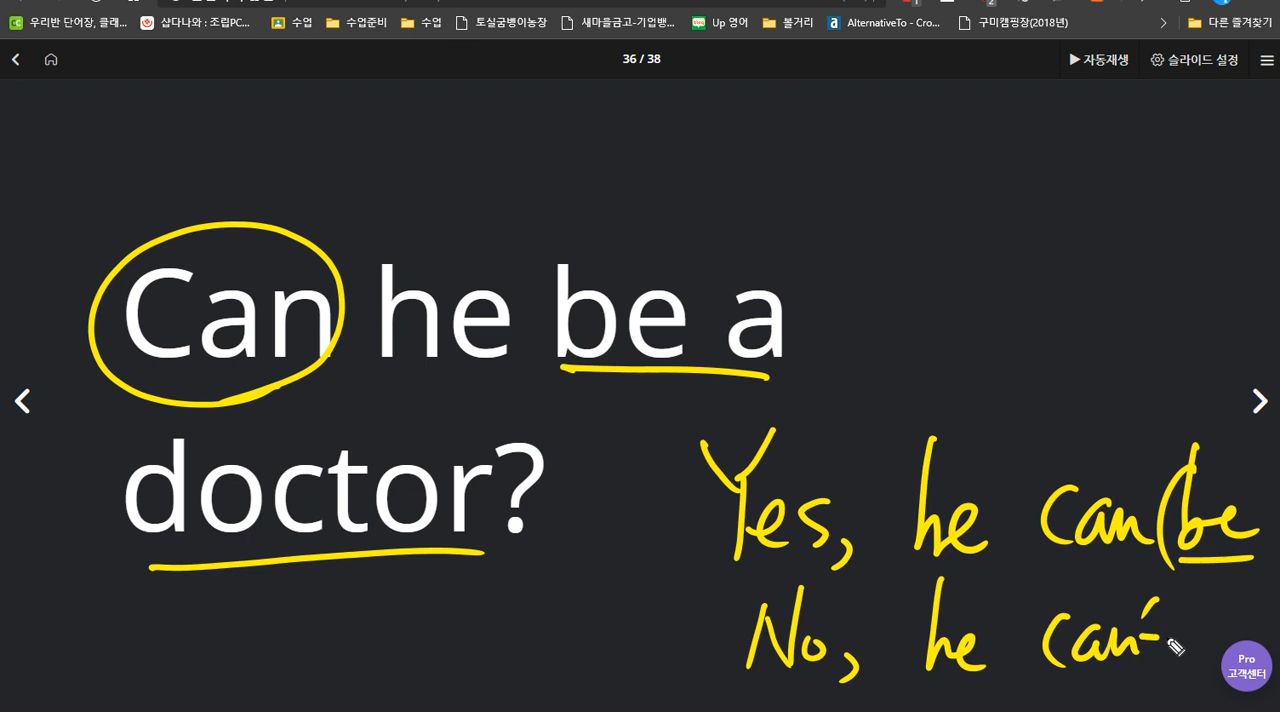 우리반 단어장, 클래... 샵다나와 : 조립PC... 수업 수업준비 수업 토실굼뱅이농장 새마을금고-기업뱅... Up 영어 볼거리 AlternativeTo - Cro... 구미캠핑장(2018년) 다른 즐겨찾기
36 / 38 자동재생 슬라이드 설정
Can he be a
doctor?
Yes, he can (be
No, he can'
Pro
고객센터